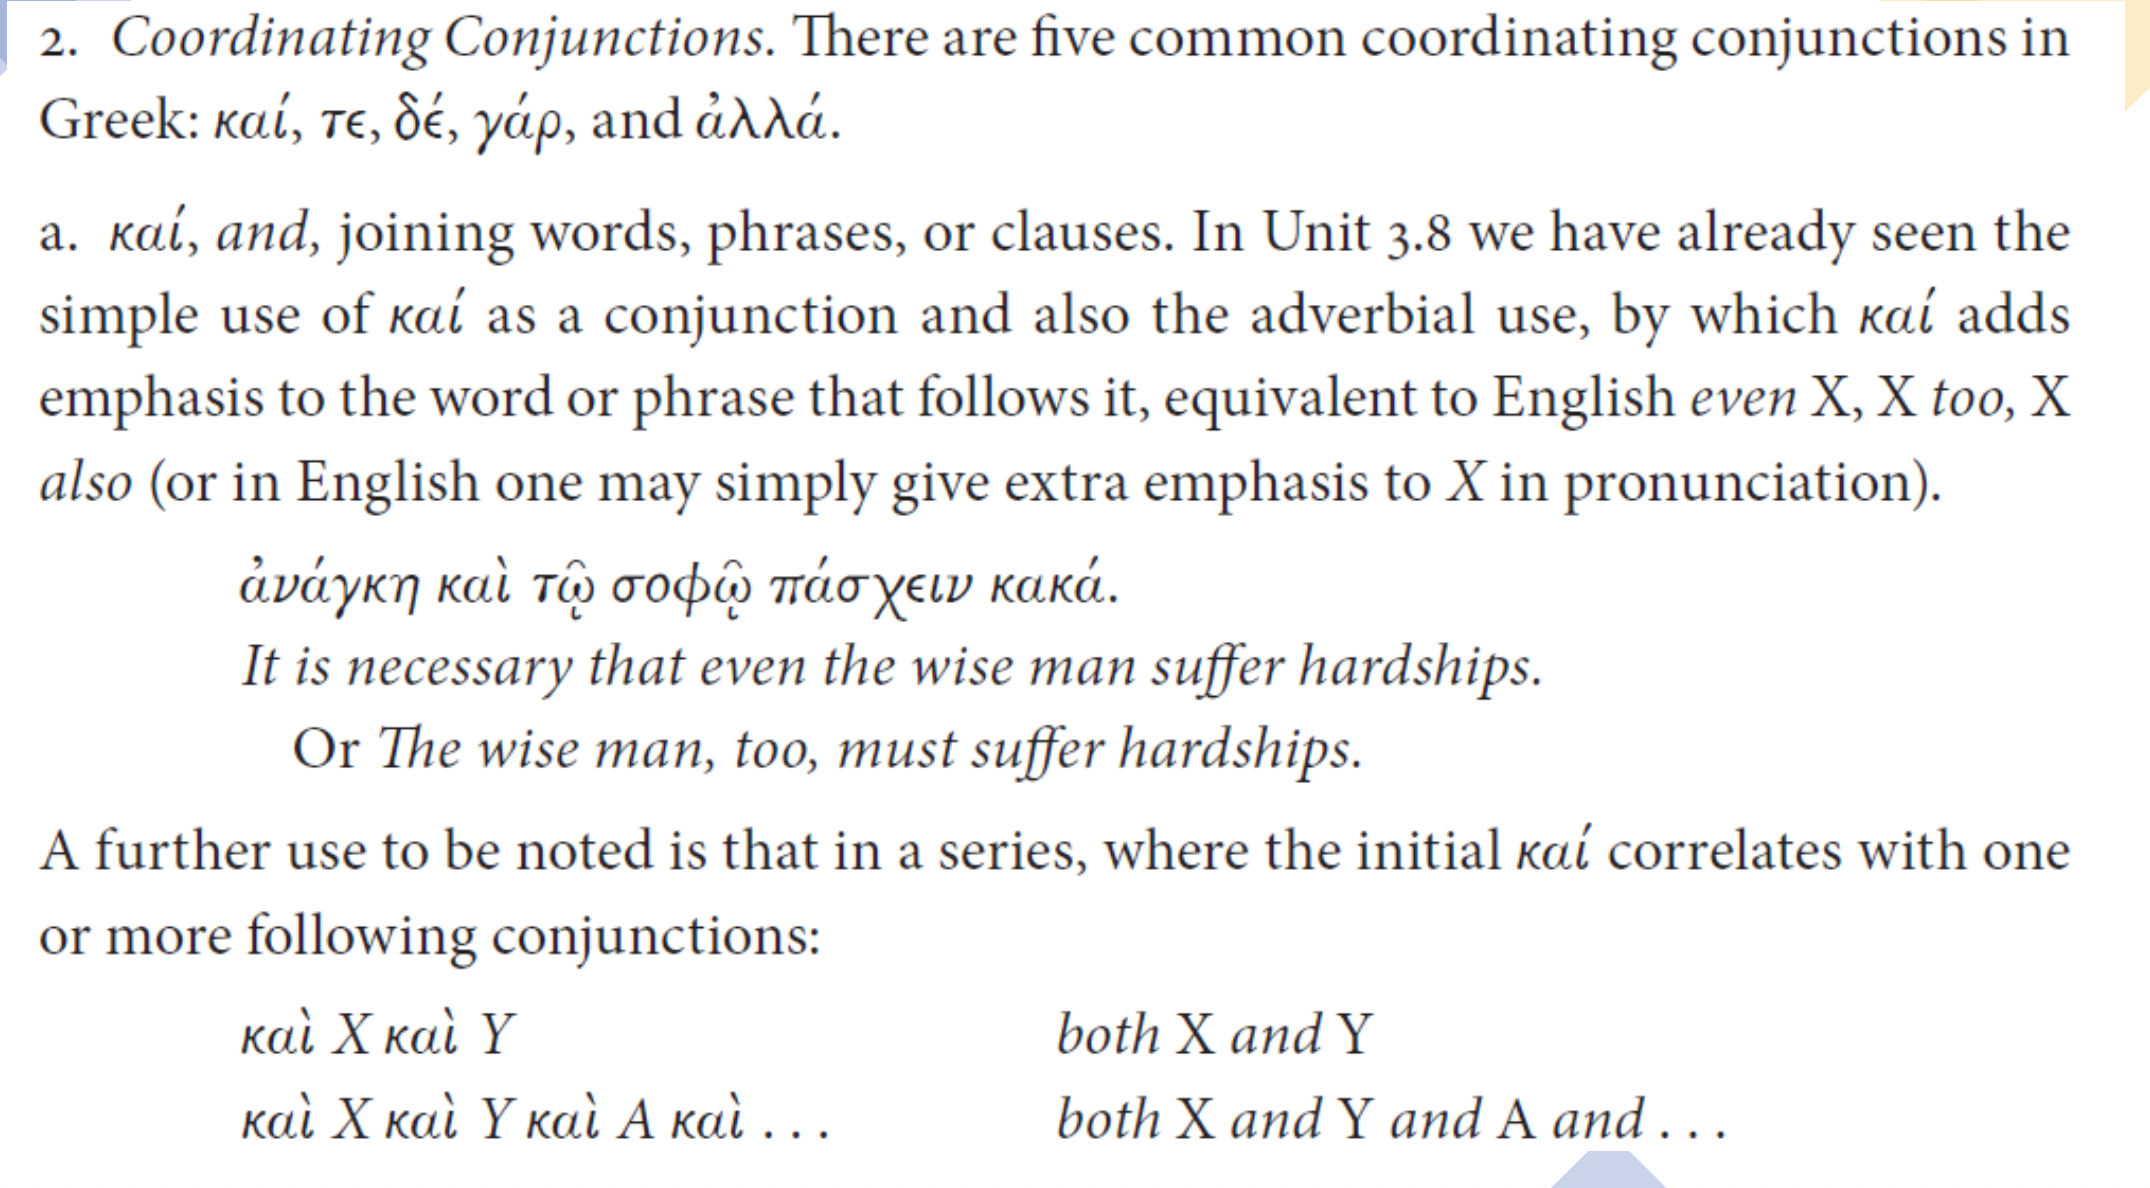 2. Coordinating Conjunctions. There are five common coordinating conjunctions in
Greek: καί, τε, δέ, γάρ, and ἀλλά.
a. καί, and, joining words, phrases, or clauses. In Unit 3.8 we have already seen the
simple use of καί as a conjunction and also the adverbial use, by which καί adds
emphasis to the word or phrase that follows it, equivalent to English even X, X too, X
also (or in English one may simply give extra emphasis to X in pronunciation).
ἀνάγκη καὶ τῷ σοφῷ πάσχειν κακά.
It is necessary that even the wise man suffer hardships.
Or The wise man, too, must suffer hardships.
A further use to be noted is that in a series, where the initial καί correlates with one
or more following conjunctions:
καὶ X καὶ Y both X and Y
καὶ X καὶ Y καὶ A καὶ . . . both X and Y and A and . . .